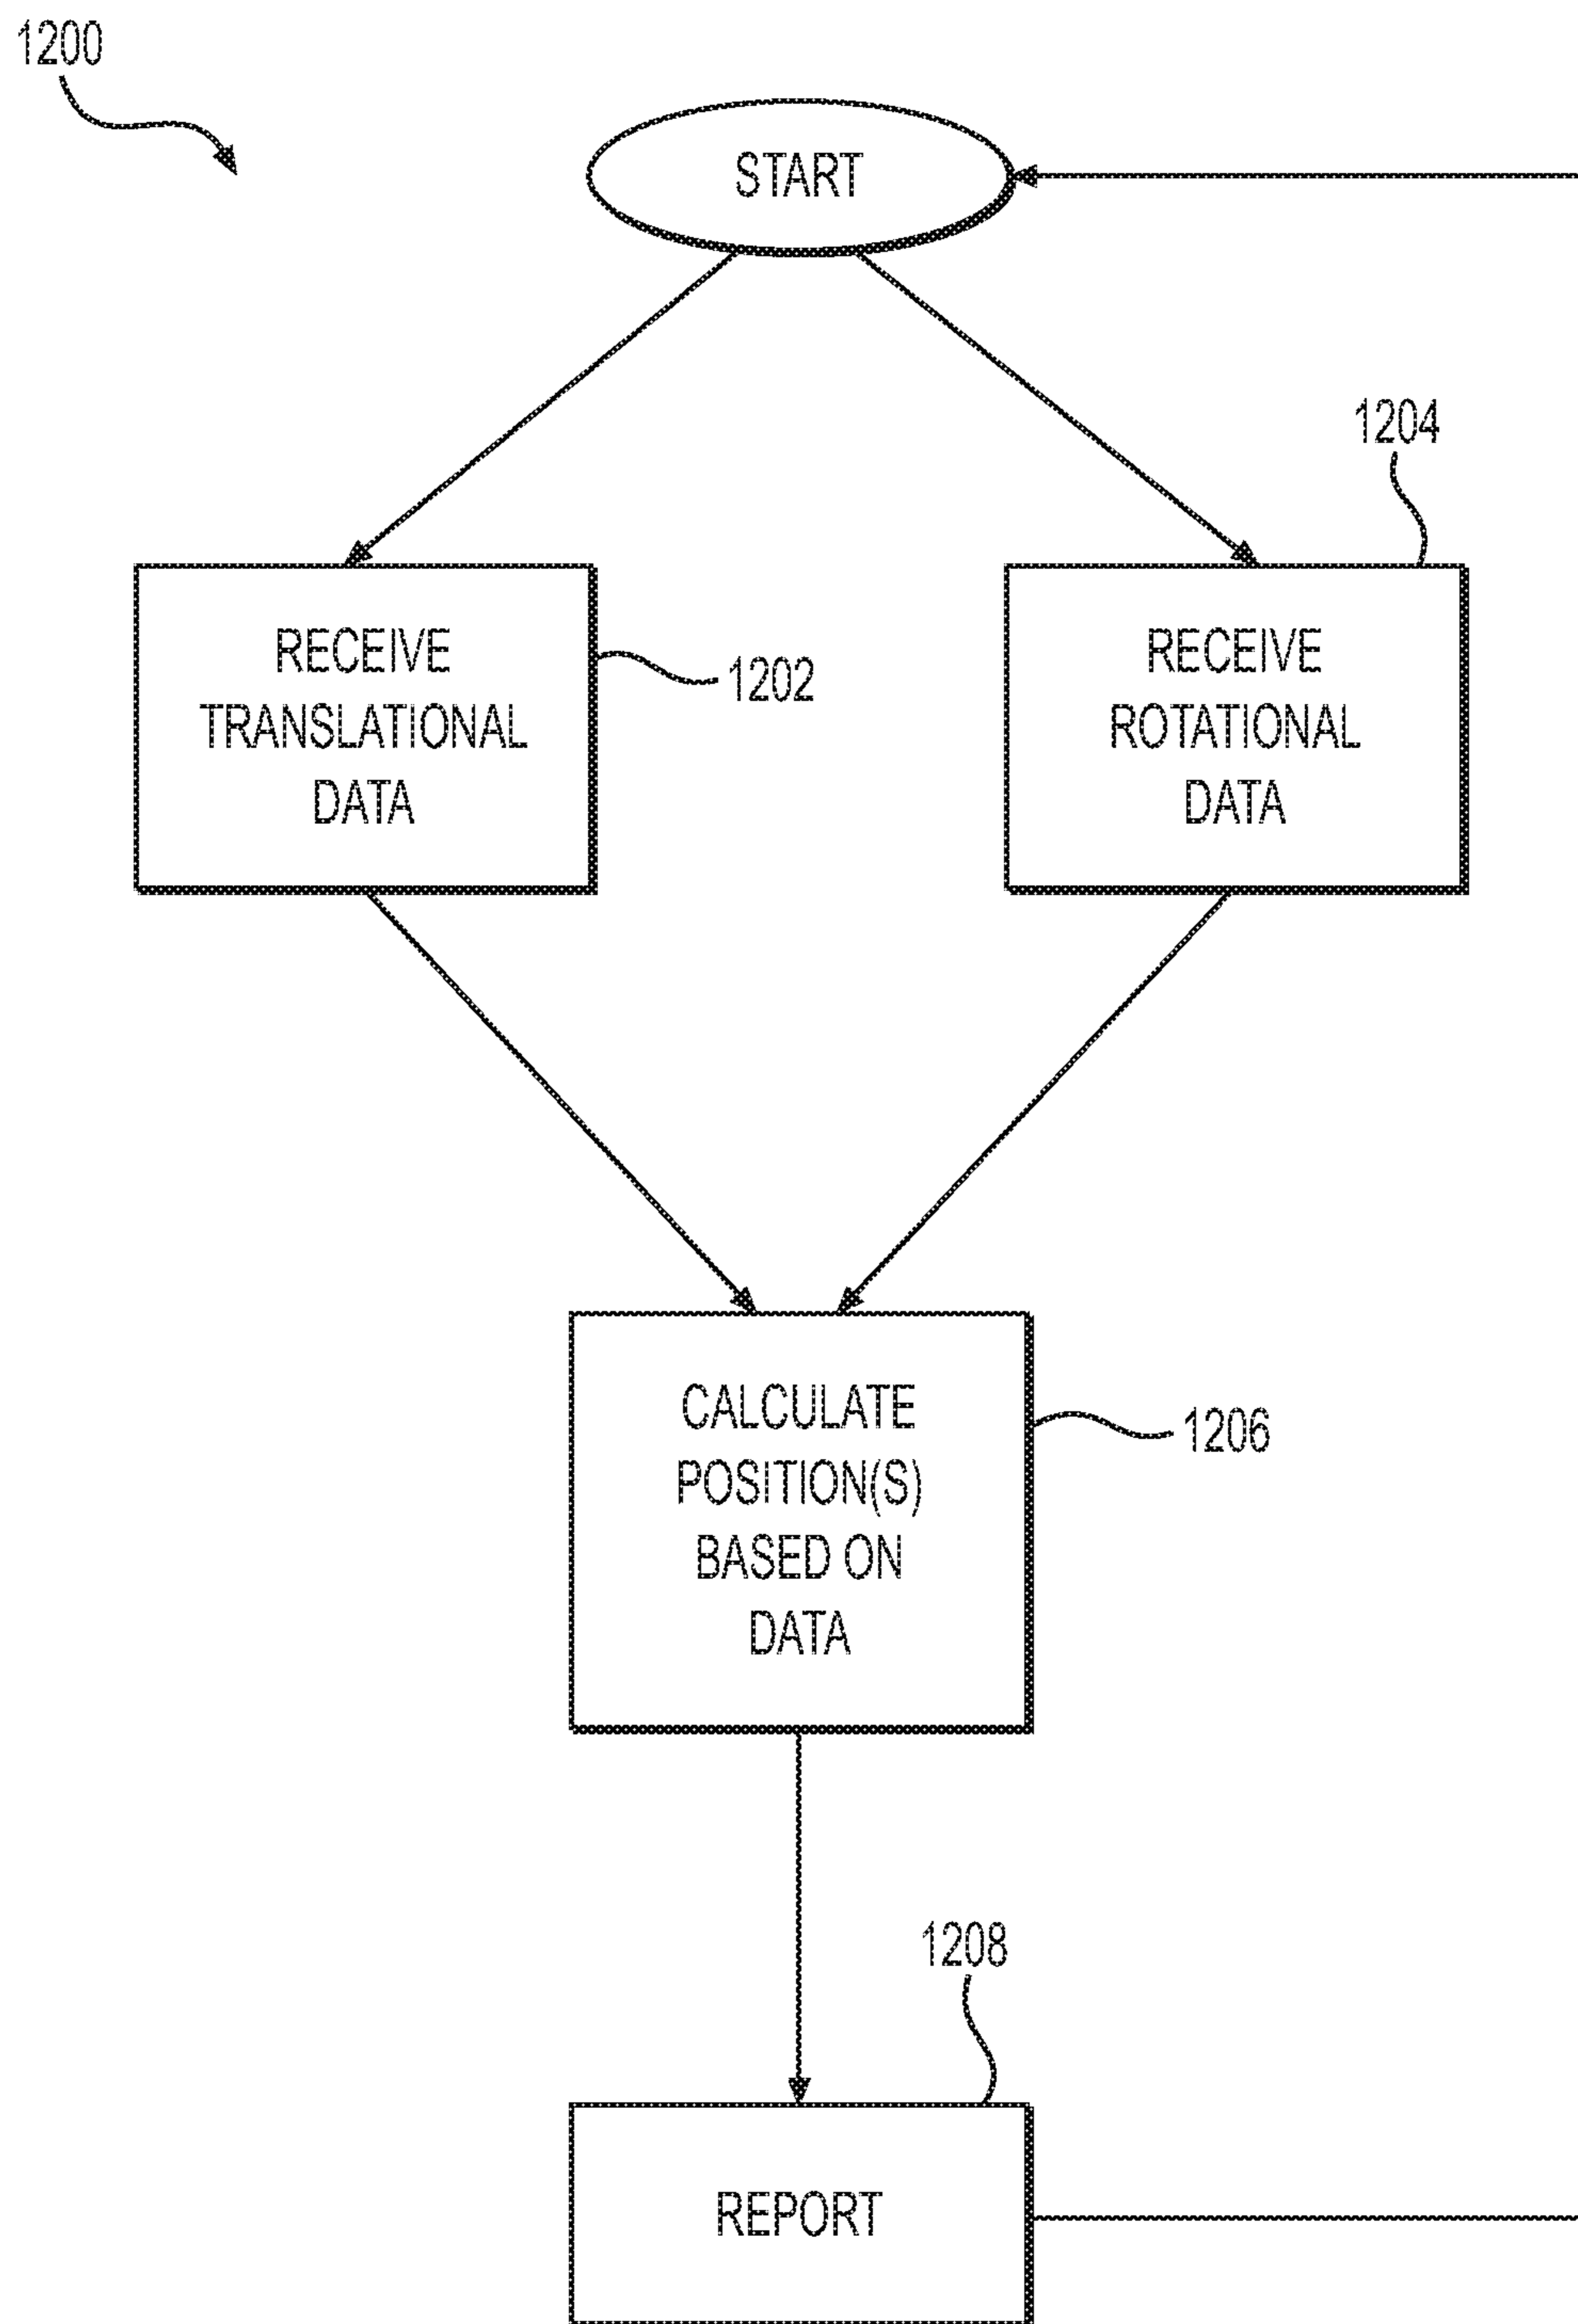 1200
START
1204
RECEIVE
TRANSLATIONAL
DATA
1202
RECEIVE
ROTATIONAL
DATA
CALCULATE
POSITION(S)
BASED ON
DATA
1206
1208
REPORT